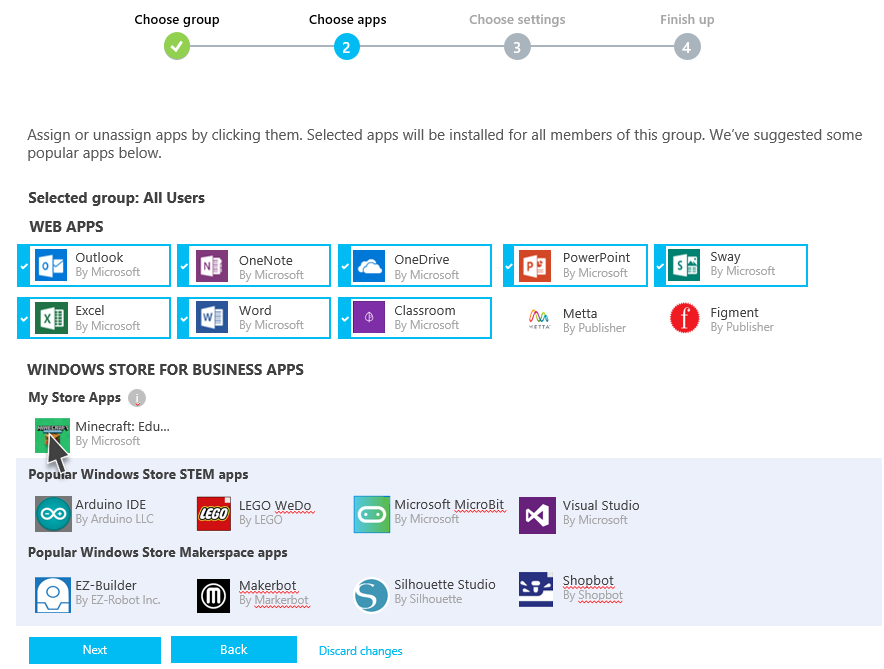 Choose group
Choose apps
Choose settings
Finish up
2
3
4
Assign or unassign apps by clicking them. Selected apps will be installed for all members of this group. We've suggested some
popular apps below.
Selected group: All Users
WEB APPS
Outlook
By Microsoft
OneNote
By Microsoft
OneDrive
By Microsoft
PowerPoint
By Microsoft
Sway
By Microsoft
Excel
By Microsoft
Word
By Microsoft
Classroom
By Microsoft
METTA
Metta
By Publisher
f
Figment
By Publisher
WINDOWS STORE FOR BUSINESS APPS
My Store Apps i
MINECRAFT
Minecraft: Edu...
By Microsoft
Popular Windows Store STEM apps
Arduino IDE
By Arduino LLC
LEGO
LEGO WeDo
By LEGO
Microsoft MicroBit
By Microsoft
Visual Studio
By Microsoft
Popular Windows Store Makerspace apps
EZ-Builder
By EZ-Robot Inc.
Makerbot
By Markerbot
Silhouette Studio
By Silhouette
Shopbot
By Shopbot
Next
Back
Discard changes